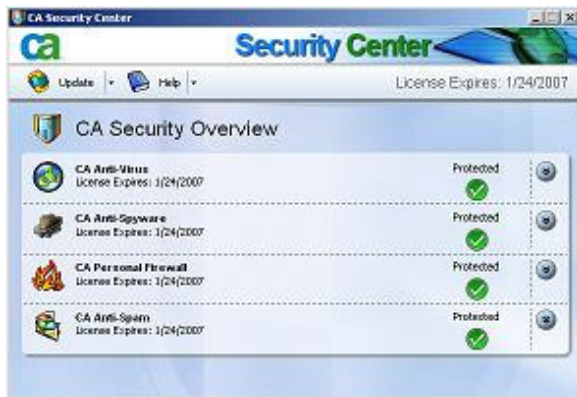 CA Security Center
ca Security Center
Update Help License Expires: 1/24/2007
CA Security Overview
CA Anti-Virus Protected
License Expires: 1/24/2007
CA Anti-Spyware Protected
License Expires: 1/24/2007
CA Personal Firewall Protected
License Expires: 1/24/2007
CA Anti-Spam Protected
License Expires: 1/24/2007